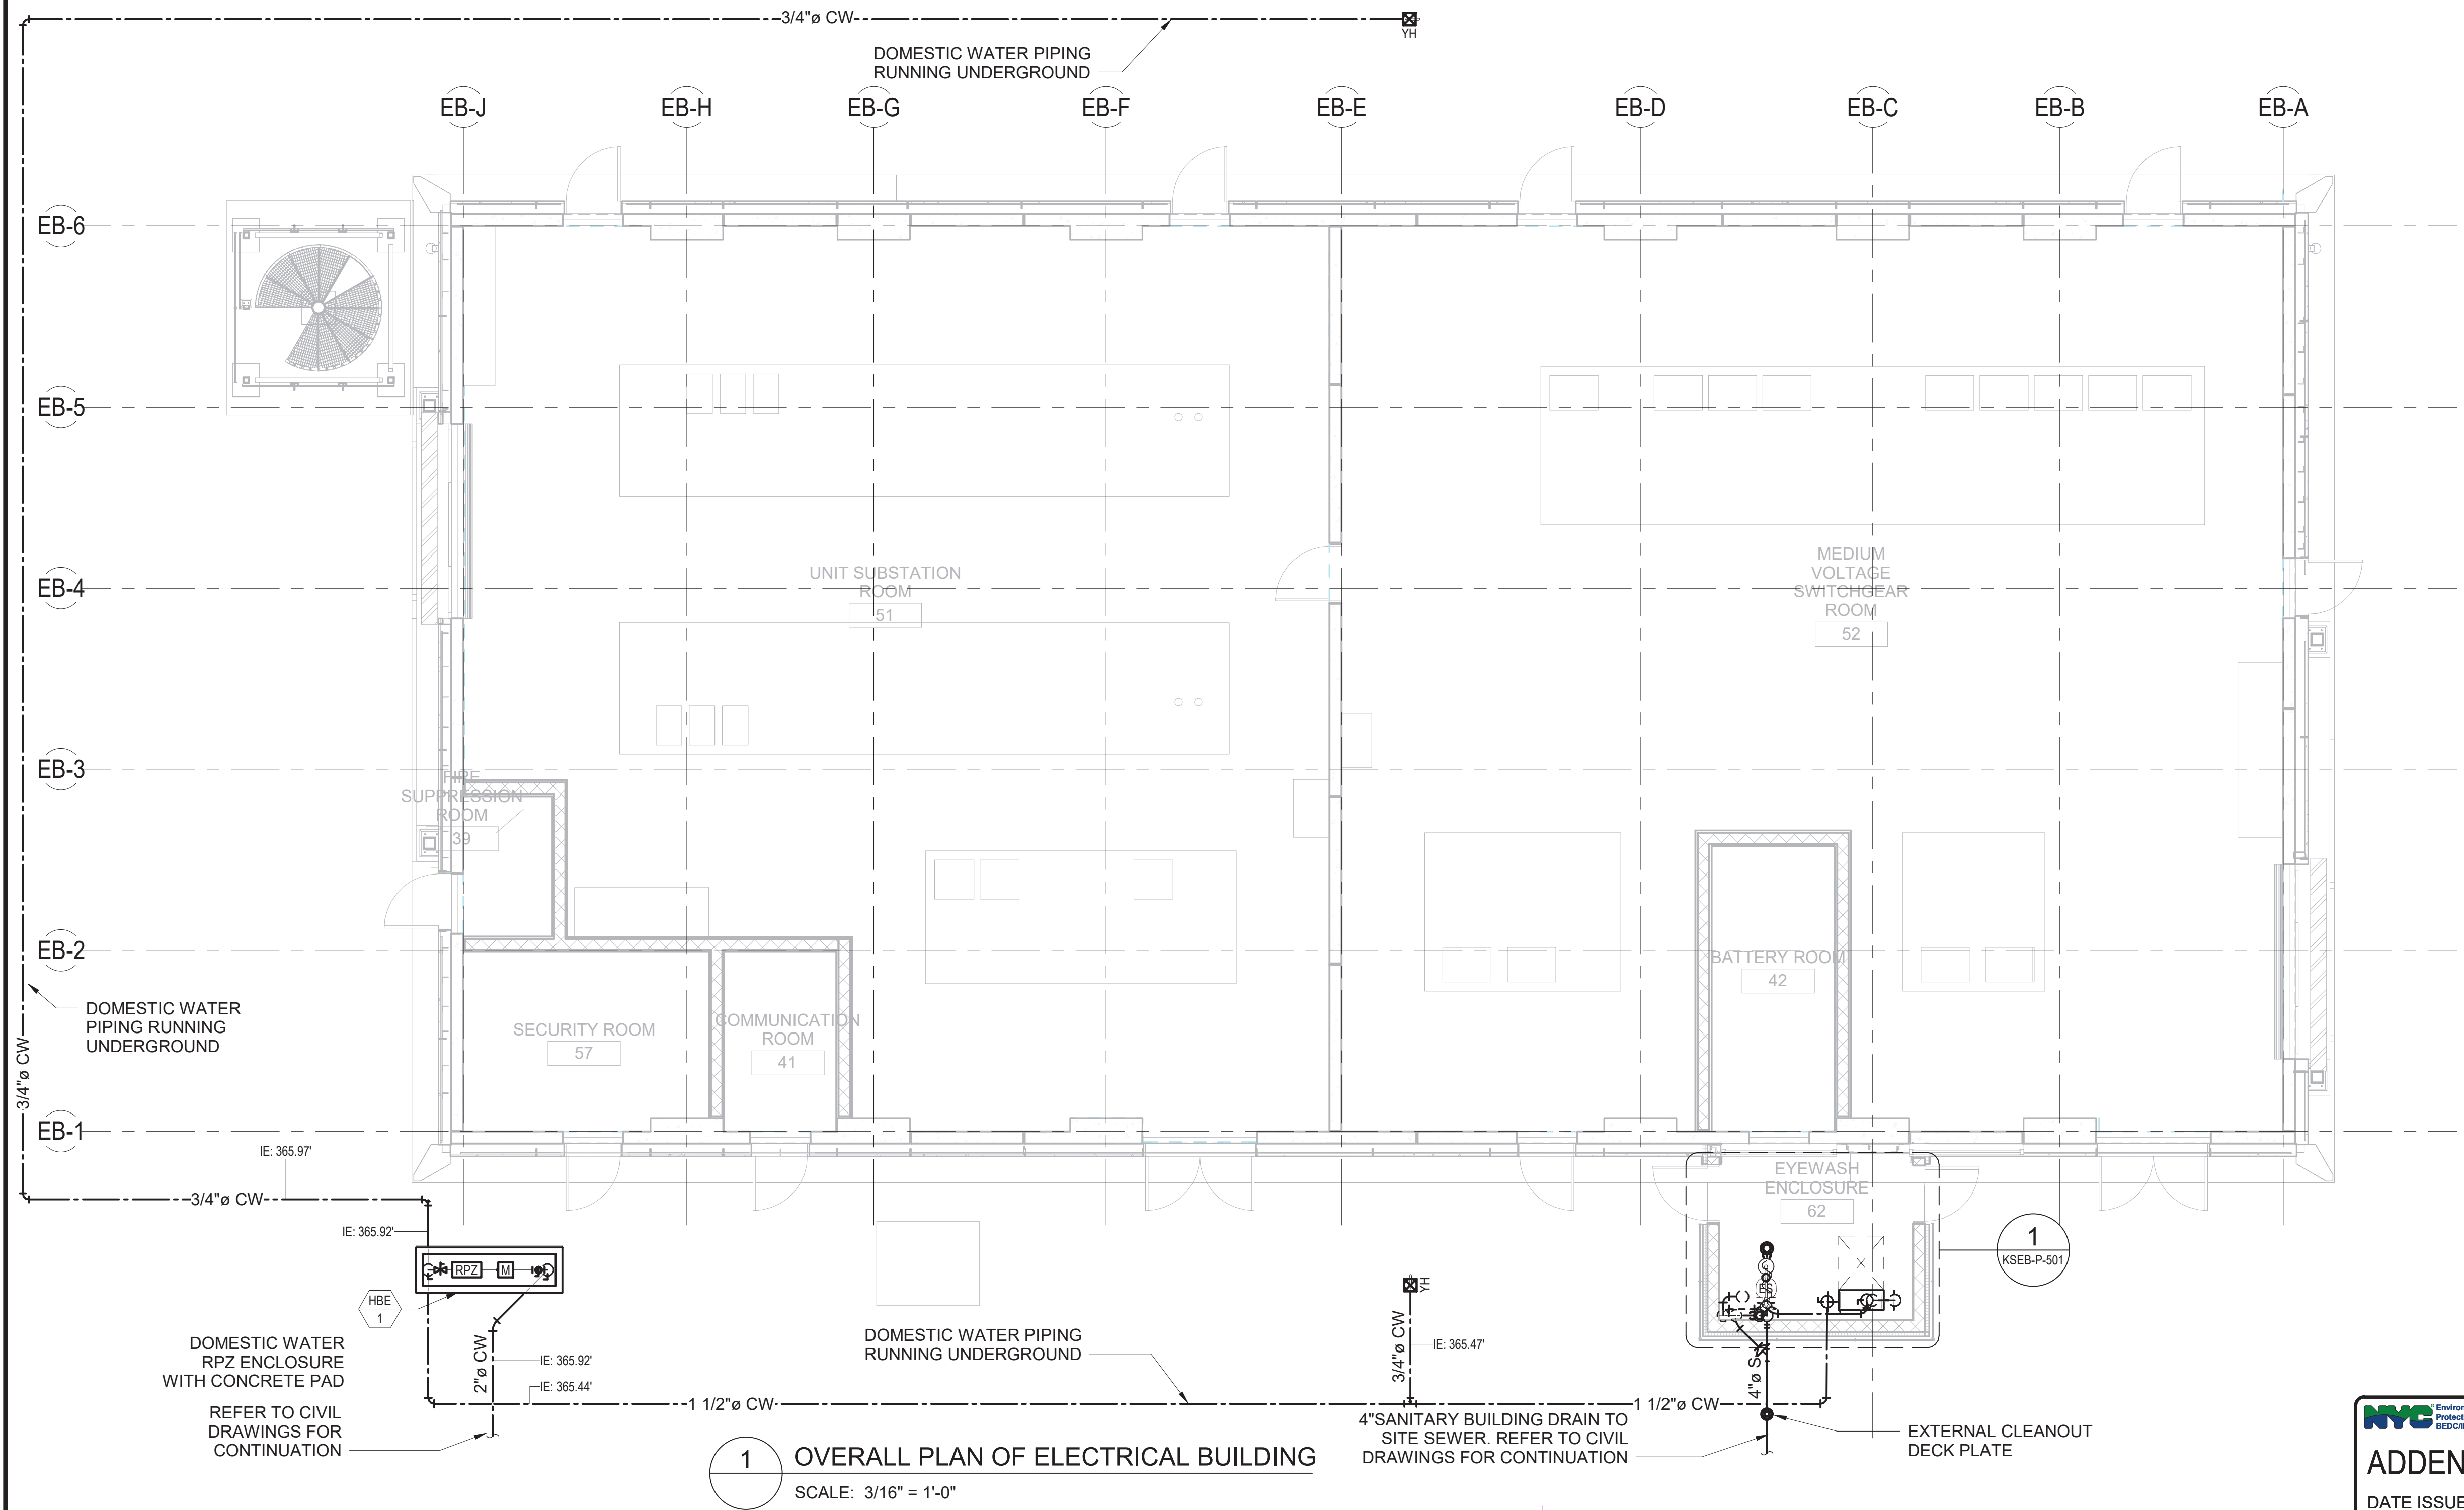 3/4"ø CW
YH
DOMESTIC WATER PIPING
RUNNING UNDERGROUND
EB-J
EB-H
EB-G
EB-F
EB-E
EB-D
EB-C
EB-B
EB-A
EB-6
EB-5
EB-4
EB-3
EB-2
EB-1
UNIT SUBSTATION
ROOM
51
MEDIUM
VOLTAGE
SWITCHGEAR
ROOM
52
FIRE
SUPPRESSION
ROOM
39
BATTERY ROOM
42
SECURITY ROOM
57
COMMUNICATION
ROOM
41
DOMESTIC WATER
PIPING RUNNING
UNDERGROUND
3/4"ø CW
IE: 365.97'
3/4"ø CW
IE: 365.92'
RPZ
M
HBE
1
DOMESTIC WATER
RPZ ENCLOSURE
WITH CONCRETE PAD
REFER TO CIVIL
DRAWINGS FOR
CONTINUATION
2"ø CW
IE: 365.92'
IE: 365.44'
1 1/2"ø CW
DOMESTIC WATER PIPING
RUNNING UNDERGROUND
YH
3/4"ø CW
IE: 365.47'
EYEWASH
ENCLOSURE
62
1
KSEB-P-501
4"ø S
1 1/2"ø CW
4"SANITARY BUILDING DRAIN TO
SITE SEWER. REFER TO CIVIL
DRAWINGS FOR CONTINUATION
EXTERNAL CLEANOUT
DECK PLATE
1
OVERALL PLAN OF ELECTRICAL BUILDING
SCALE: 3/16" = 1'-0"
NYC
Environ
Protect
BEDC/I
ADDEN
DATE ISSUE